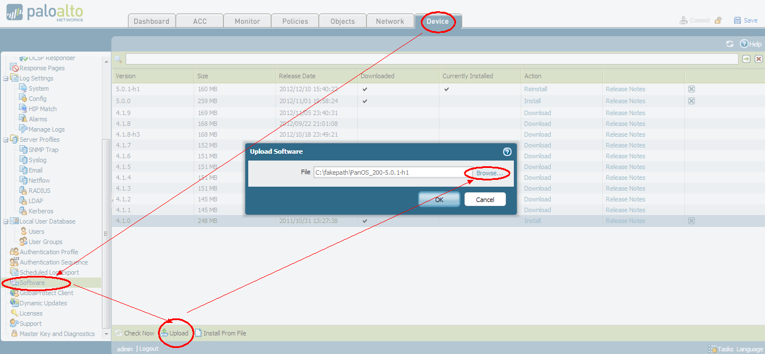 paloalto
NETWORKS
Dashboard ACC Monitor Policies Objects Network Device
Commit Save
Help
OCSP Responder
Response Pages
Log Settings
System
Config
HIP Match
Alarms
Manage Logs
Server Profiles
SNMP Trap
Syslog
Email
Netflow
RADIUS
LDAP
Kerberos
Local User Database
Users
User Groups
Authentication Profile
Authentication Sequence
Scheduled Log Export
Software
GlobalProtect Client
Dynamic Updates
Licenses
Support
Master Key and Diagnostics
Version Size Release Date Downloaded Currently Installed Action
5.0.1-h1 160 MB 2012/12/10 15:40:22 Reinstall Release Notes
5.0.0 259 MB 2012/11/01 Install Release Notes
4.1.9 169 MB Download Release Notes
4.1.8 168 MB 2012/09/22 21:01:08 Download Release Notes
4.1.8-h3 168 MB 2012/10/18 23:49:21 Download Release Notes
4.1.7 152 MB Download Release Notes
4.1.6 151 MB Download Release Notes
4.1.5 151 MB Download Release Notes
4.1.4 151 MB Download Release Notes
4.1.3 151 MB Download Release Notes
4.1.2 145 MB Download Release Notes
4.1.1 145 MB Download Release Notes
4.1.0 248 MB 2011/10/31 13:37:38 Install Release Notes
Upload Software
File C:\fakepath\PanOS_200-5.0.1-h1 Browse...
OK Cancel
Check Now Upload Install From File
admin | Logout
Tasks Language